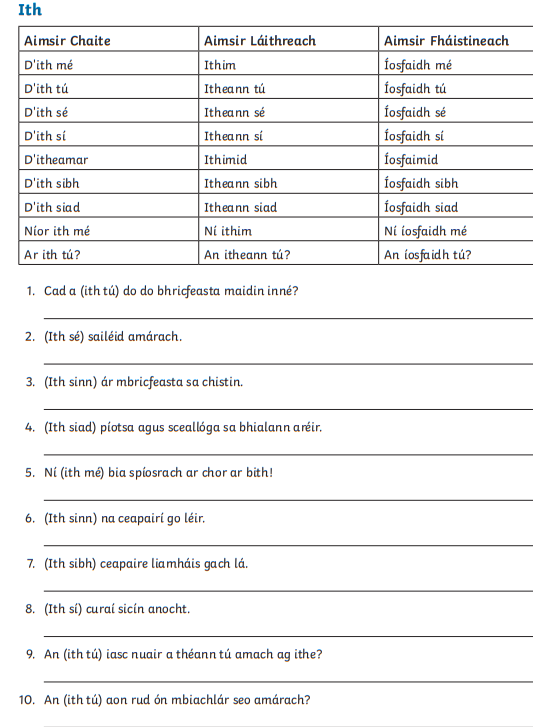 Ith
Aimsir Chaite Aimsir Láithreach Aimsir Fháistineach
D'ith mé Ithim Íosfaidh mé
D'ith tú Itheann tú Íosfaidh tú
D'ith sé Itheann sé Íosfaidh sé
D'ith sí Itheann sí Íosfaidh sí
D'itheamar Ithimid Íosfaimid
D'ith sibh Itheann sibh Íosfaidh sibh
D'ith siad Itheann siad Íosfaidh siad
Níor ith mé Ní ithim Ní íosfaidh mé
Ar ith tú? An itheann tú? An íosfaidh tú?
1. Cad a (ith tú) do do bhricfeasta maidin inné?
2. (Ith sé) sailéid amárach.
3. (Ith sinn) ár mbricfeasta sa chistin.
4. (Ith siad) píotsa agus sceallóga sa bhialann aréir.
5. Ní (ith mé) bia spíosrach ar chor ar bith!
6. (Ith sinn) na ceapairí go léir.
7. (Ith sibh) ceapaire liamháis gach lá.
8. (Ith sí) curaí sicín anocht.
9. An (ith tú) iasc nuair a théann tú amach ag ithe?
10. An (ith tú) aon rud ón mbiachlár seo amárach?